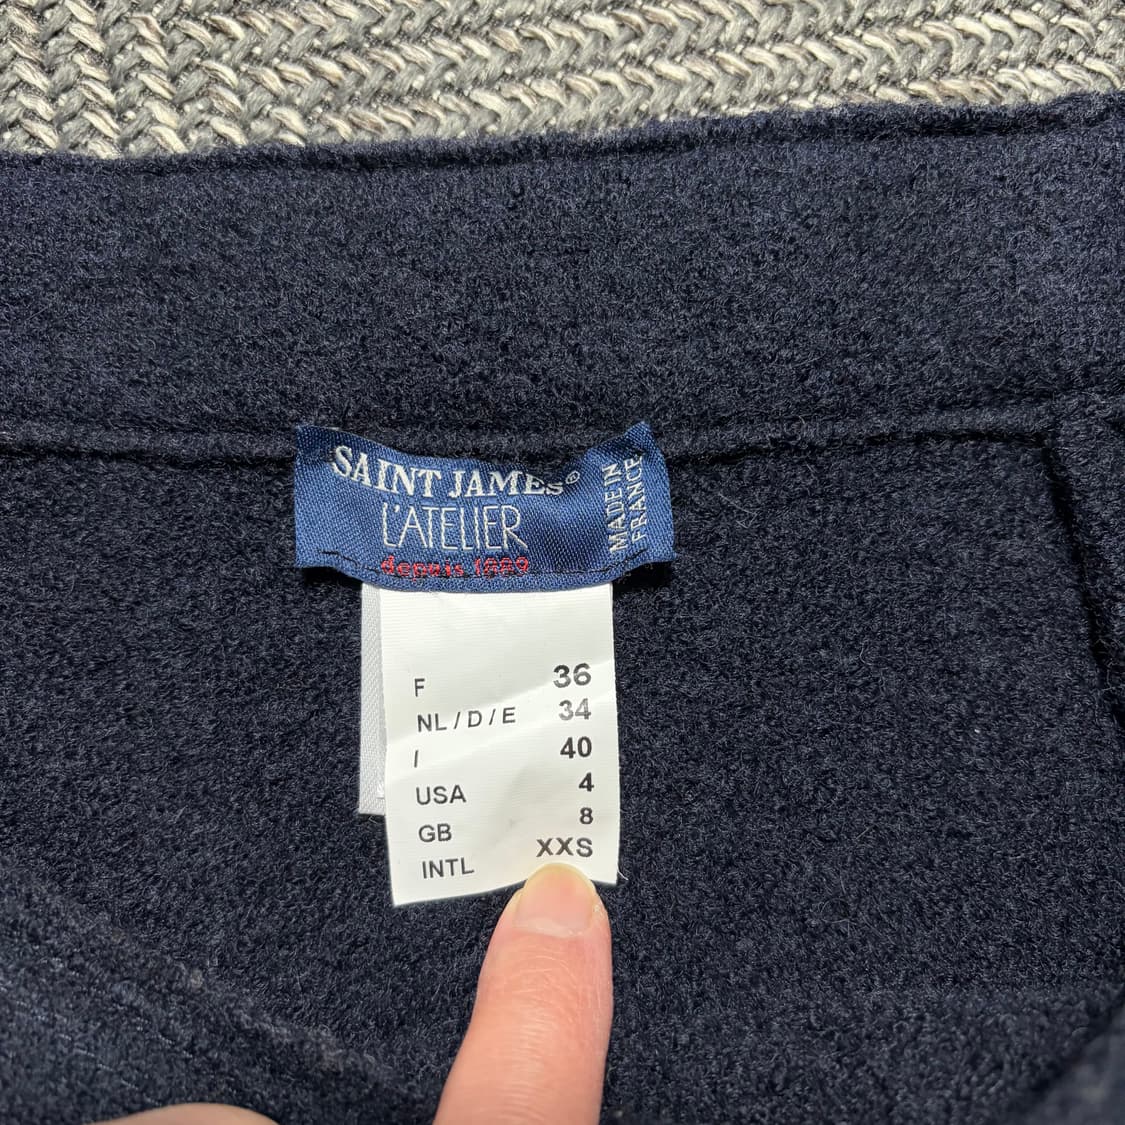 SAINT JAMES®
L'ATELIER
depuis 1889
MADE IN
FRANCE
F 36
NL / D / E 34
I 40
USA 4
GB 8
INTL XXS